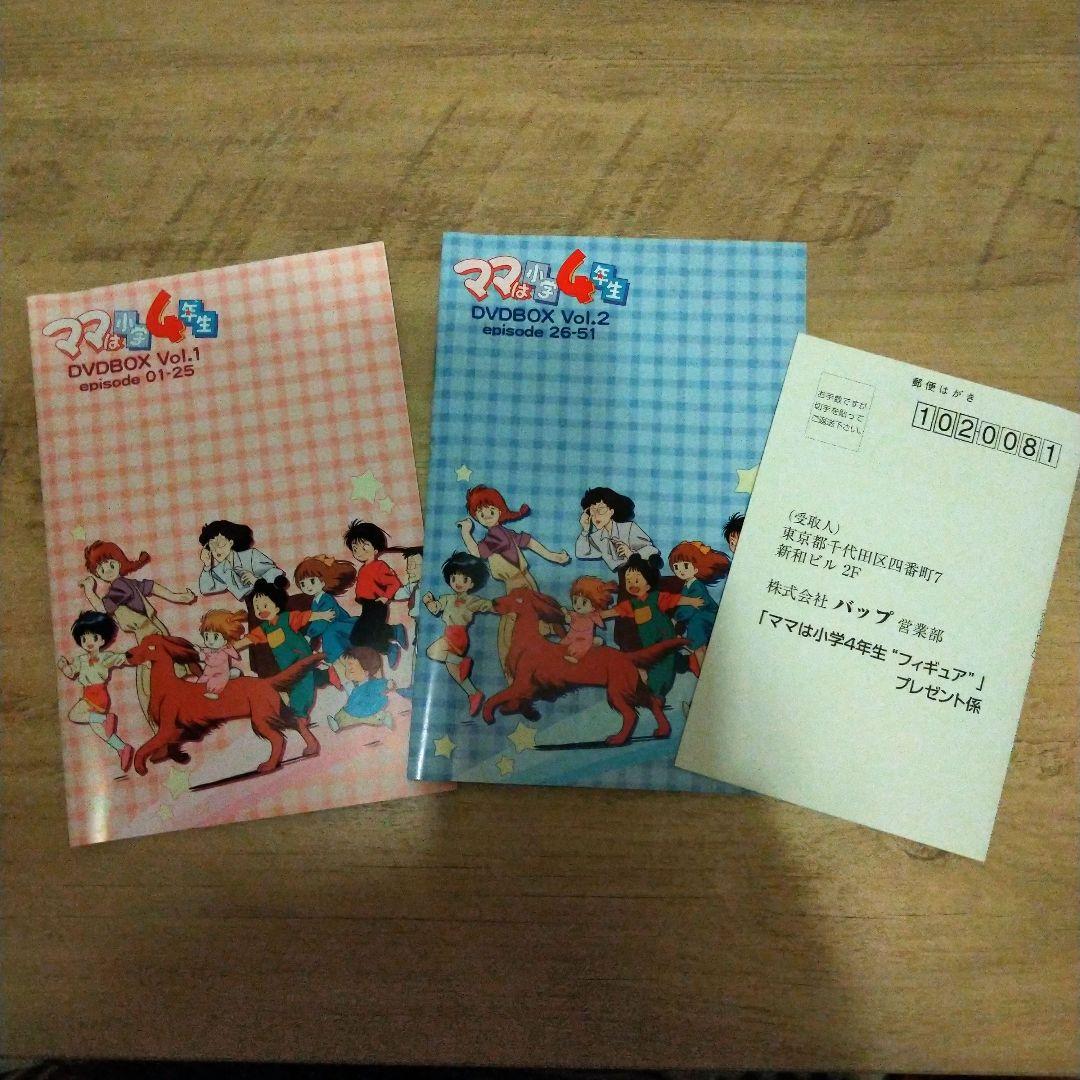 ママは小学4年生
DVDBOX Vol.1
episode 01-25
ママは小学4年生
DVDBOX Vol.2
episode 26-51
郵便はがき
お手数ですが
切手を貼って
ご返送下さい。
1020081
(受取人)
東京都千代田区四番町7
新和ビル 2F
株式会社 バップ 営業部
「ママは小学4年生 “フィギュア”」
プレゼント係